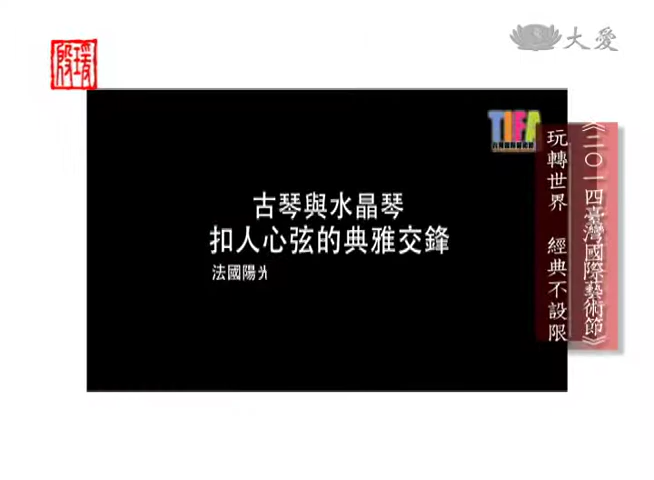 殷瑗
大愛
TIFA
古琴與水晶琴
扣人心弦的典雅交鋒
法國陽光
《二〇一四臺灣國際藝術節》
玩轉世界 經典不設限